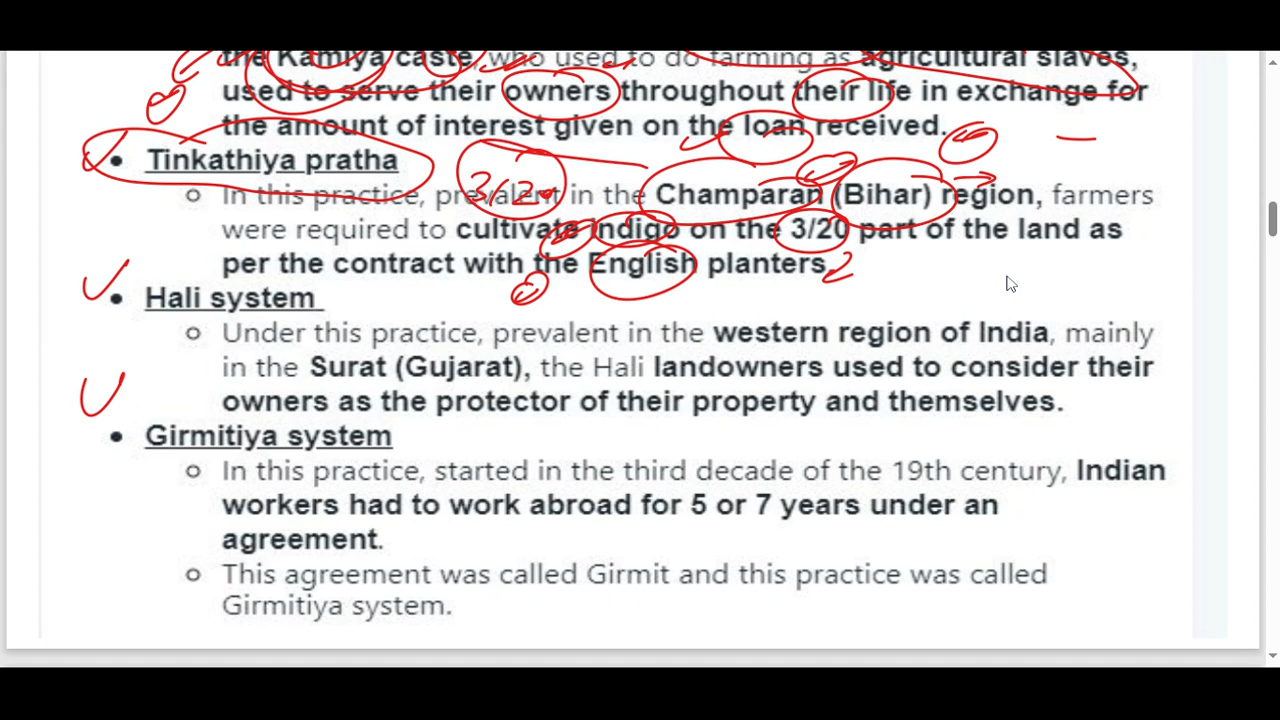 the Kamiya caste, who used to do farming as agricultural slaves,
used to serve their owners throughout their life in exchange for
the amount of interest given on the loan received.
• Tinkathiya pratha
3/20
o In this practice, prevalent in the Champaran (Bihar) region, farmers
were required to cultivate Indigo on the 3/20 part of the land as
per the contract with the English planters.
• Hali system
o Under this practice, prevalent in the western region of India, mainly
in the Surat (Gujarat), the Hali landowners used to consider their
owners as the protector of their property and themselves.
• Girmitiya system
o In this practice, started in the third decade of the 19th century, Indian
workers had to work abroad for 5 or 7 years under an
agreement.
o This agreement was called Girmit and this practice was called
Girmitiya system.